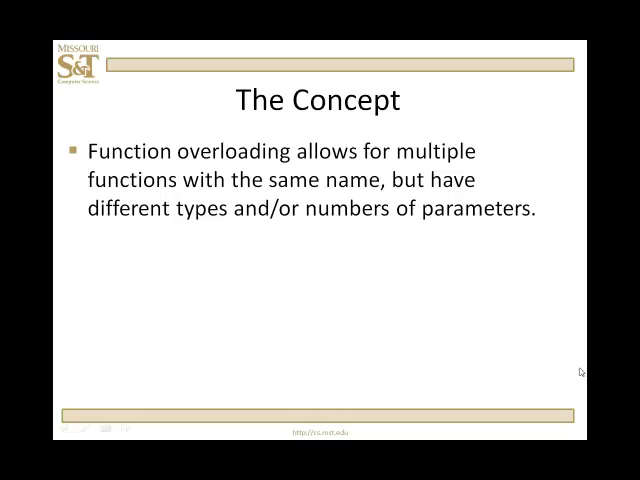 MISSOURI
S&T
Computer Science
The Concept
Function overloading allows for multiple
functions with the same name, but have
different types and/or numbers of parameters.
http://cs.mst.edu